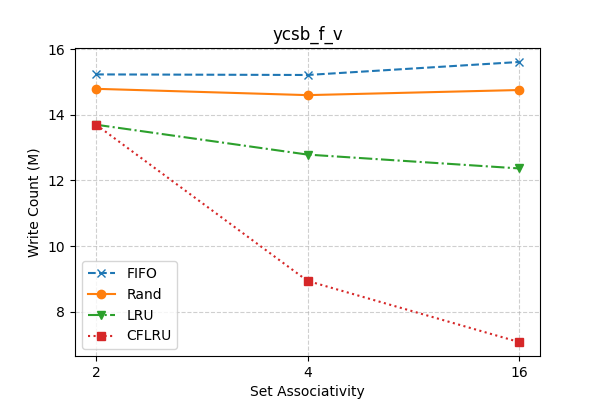 ycsb_f_v
16
14
12
10
8
Write Count (M)
FIFO
Rand
LRU
CFLRU
2
4
16
Set Associativity